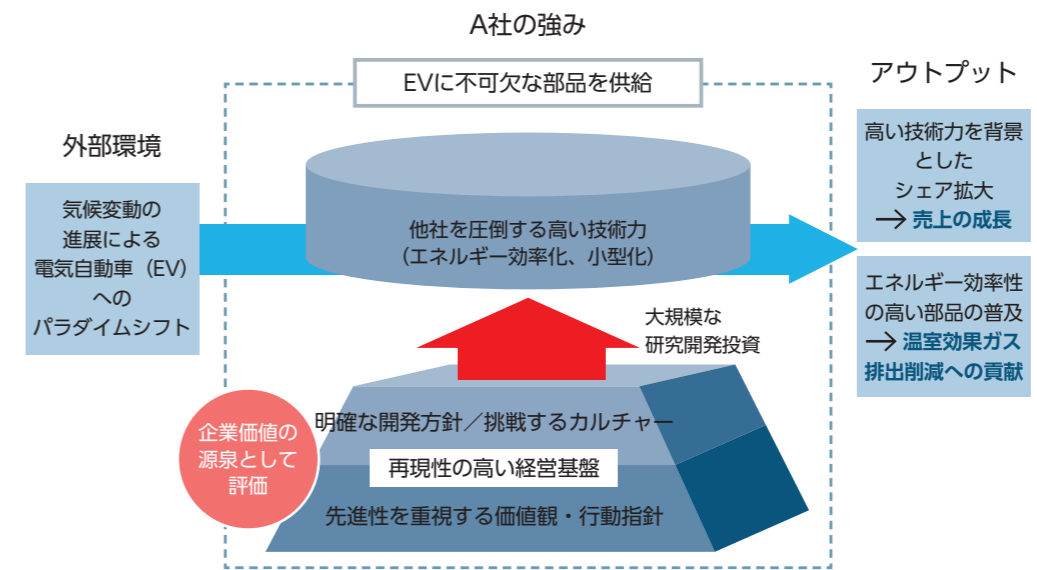 A社の強み
EVに不可欠な部品を供給
外部環境
気候変動の
進展による
電気自動車（EV）
への
パラダイムシフト
他社を圧倒する高い技術力
（エネルギー効率化、小型化）
大規模な
研究開発投資
明確な開発方針／挑戦するカルチャー
再現性の高い経営基盤
先進性を重視する価値観・行動指針
企業価値の
源泉として
評価
アウトプット
高い技術力を背景
とした
シェア拡大
→ 売上の成長
エネルギー効率性
の高い部品の普及
→ 温室効果ガス
排出削減への貢献